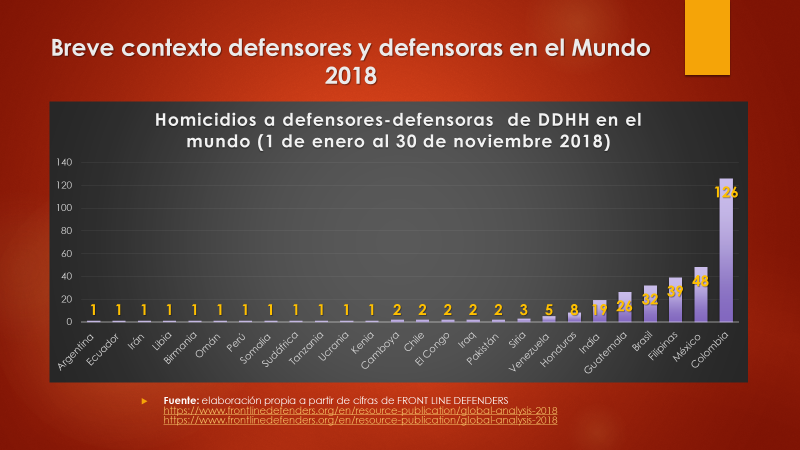 Breve contexto defensores y defensoras en el Mundo
2018
Homicidios a defensores-defensoras de DDHH en el
mundo (1 de enero al 30 de noviembre 2018)
140
120
100
80
60
40
20
0
1 1 1 1 1 1 1 1 1 1 1 1 2 2 2 2 2 3 5 8 19 26 32 39 48 126
Argentina Ecuador Irán Libia Birmania Omán Perú Somalia Sudáfrica Tanzania Ucrania Kenia Camboya Chile El Congo Iraq Pakistán Siria Venezuela Honduras India Guatemala Brasil Filipinas México Colombia
Fuente: elaboración propia a partir de cifras de FRONT LINE DEFENDERS
https://www.frontlinedefenders.org/en/resource-publication/global-analysis-2018
https://www.frontlinedefenders.org/en/resource-publication/global-analysis-2018